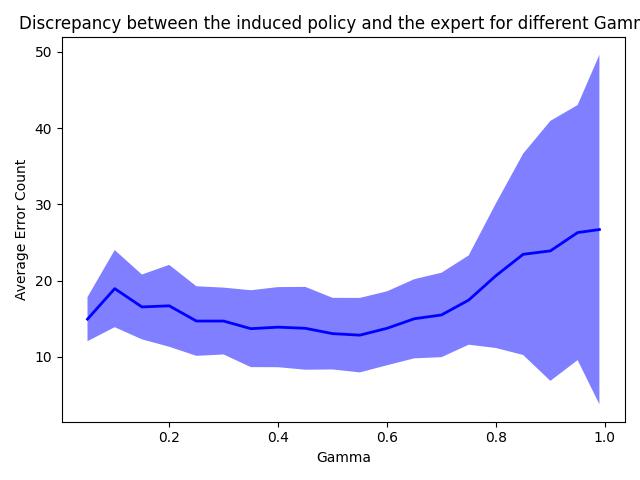 Discrepancy between the induced policy and the expert for different Gamm
50
40
30
20
10
Average Error Count
0.2 0.4 0.6 0.8 1.0
Gamma